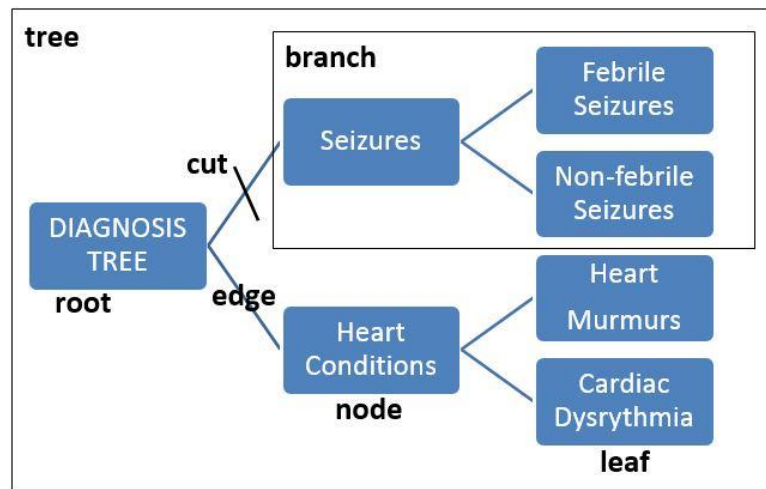 tree
branch
Febrile
Seizures
Seizures
cut
Non-febrile
Seizures
DIAGNOSIS
TREE
root
edge
Heart
Murmurs
Heart
Conditions
node
Cardiac
Dysrythmia
leaf